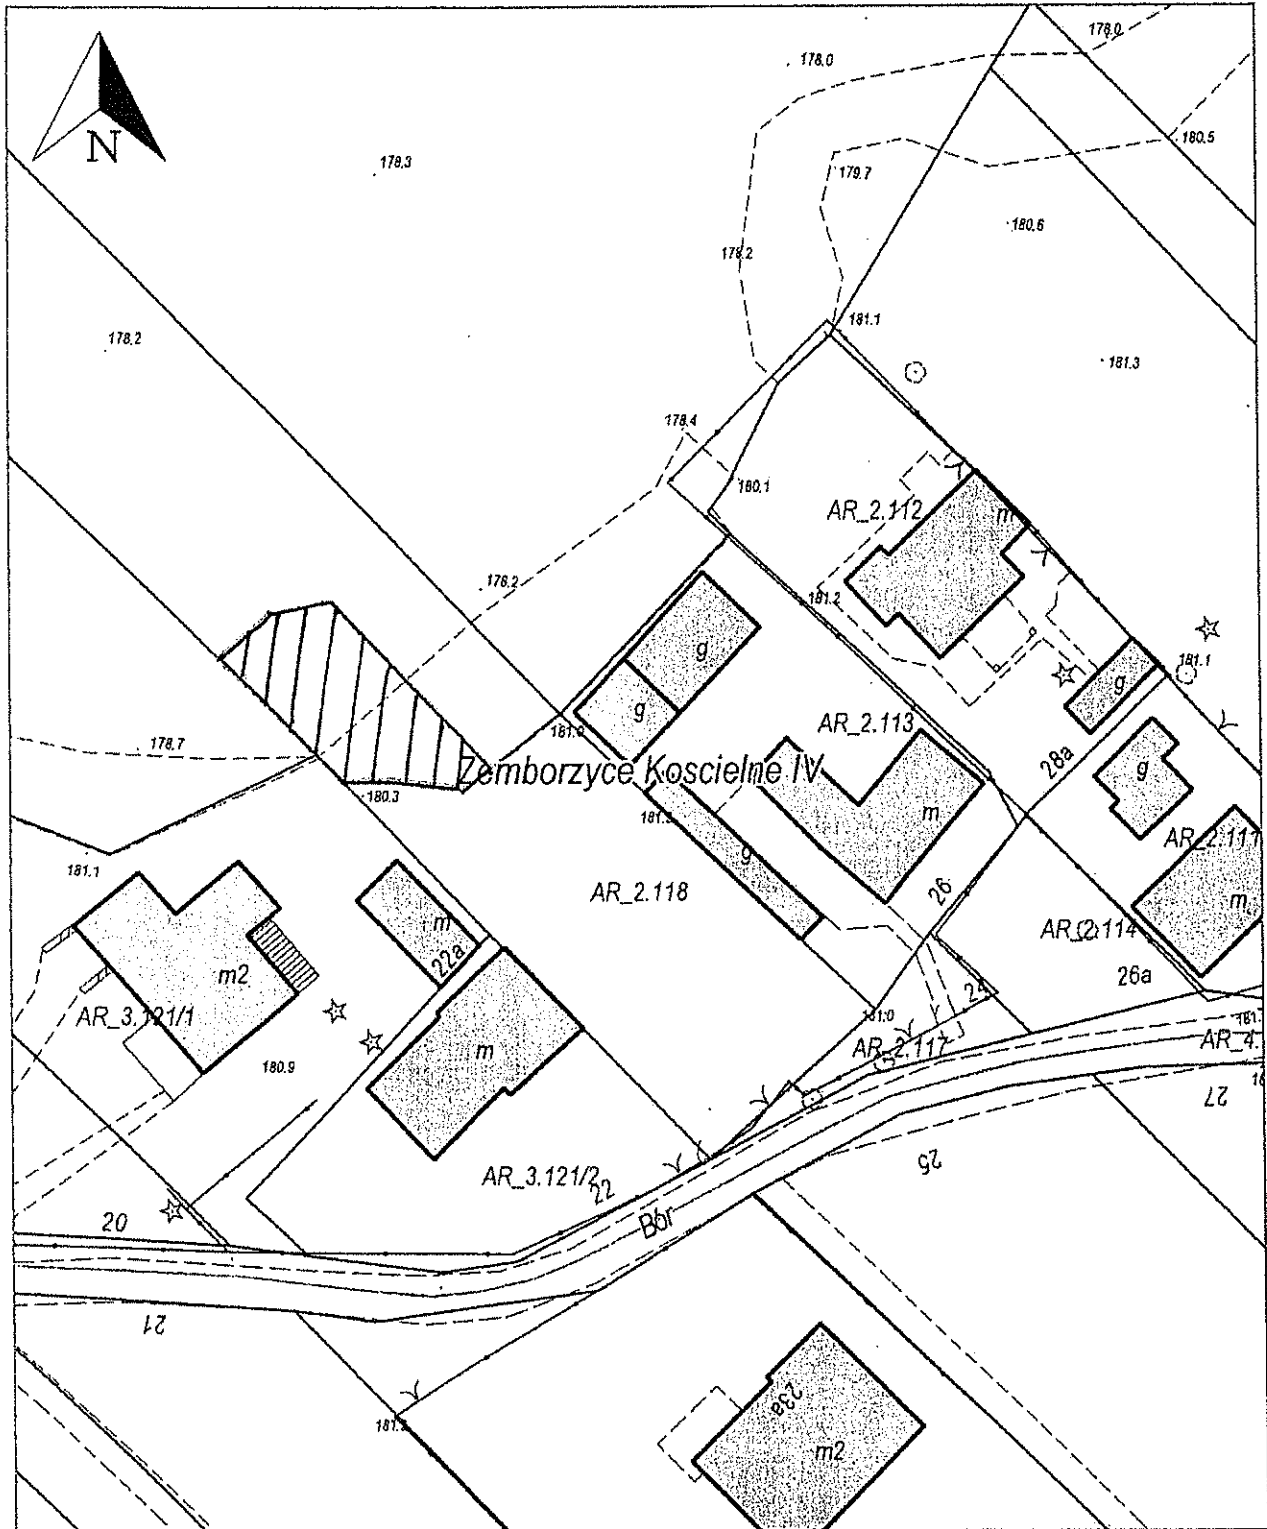 N
178.0
178.0
178.3
180.5
179.7
180.6
178.2
178.2
181.1
181.3
178.4
180.1
AR_2.112
m
178.2
181.2
181.1
g
g
g
AR_2.113
178.7
28a
g
Zemborzyce Koscielne IV
180.3
m
AR_2.111
181.1
g
AR_2.118
26
m
m
22a
AR_2.114
m2
26a
24
AR_3.121/1
181.0
AR_2.117
AR_4.
m
180.9
27
25
AR_3.121/2
22
20
Bór
21
23a
m2